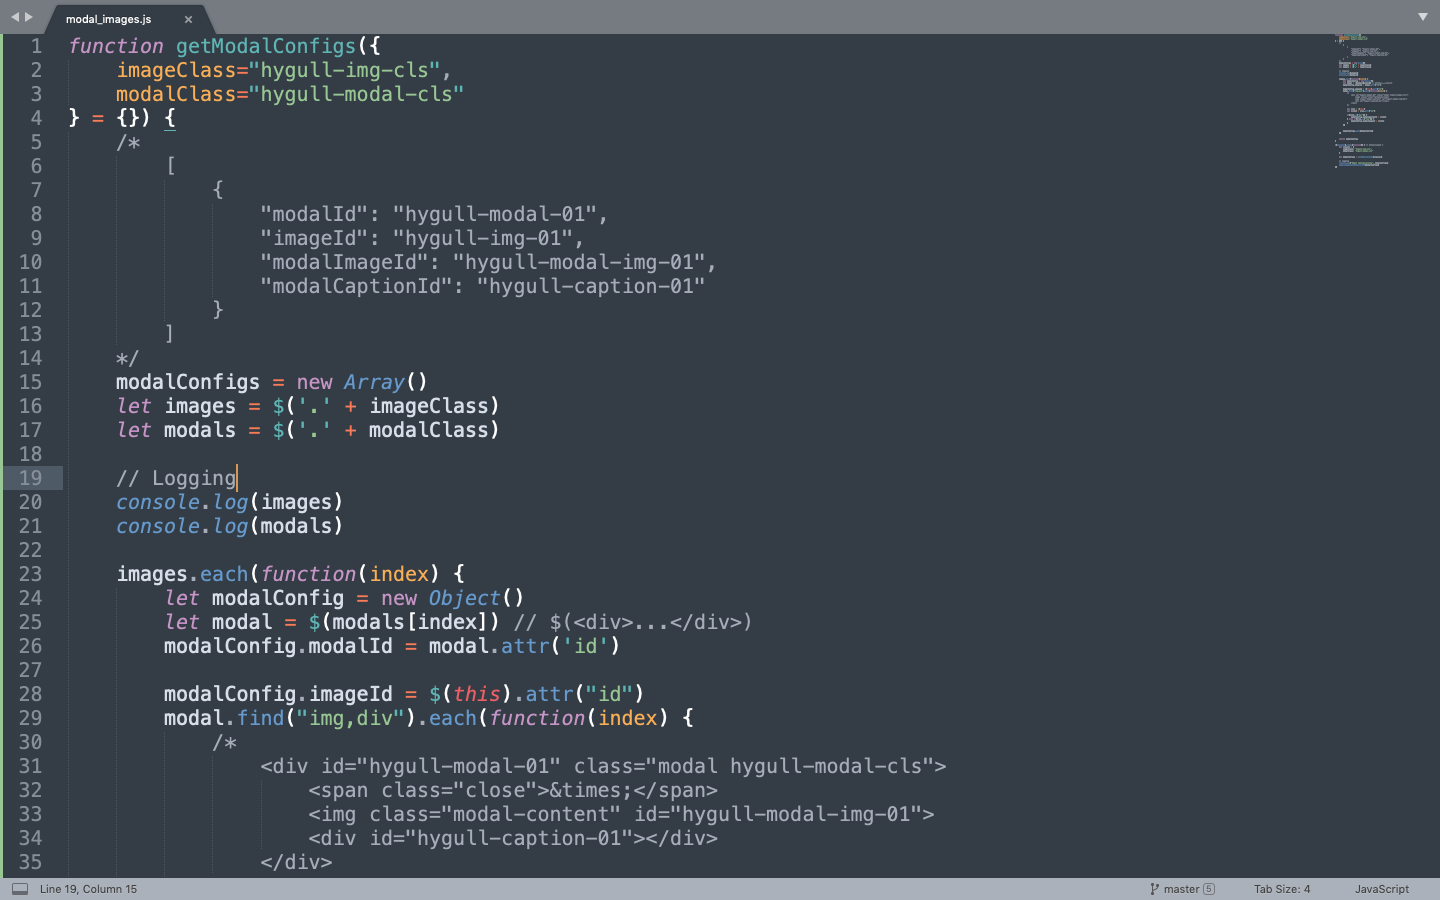 modal_images.js ×
1 function getModalConfigs({
2     imageClass="hygull-img-cls",
3     modalClass="hygull-modal-cls"
4 } = {}) {
5     /*
6         [
7             {
8                 "modalId": "hygull-modal-01",
9                 "imageId": "hygull-img-01",
10                 "modalImageId": "hygull-modal-img-01",
11                 "modalCaptionId": "hygull-caption-01"
12             }
13         ]
14     */
15     modalConfigs = new Array()
16     let images = $('.' + imageClass)
17     let modals = $('.' + modalClass)
18
19     // Logging
20     console.log(images)
21     console.log(modals)
22
23     images.each(function(index) {
24         let modalConfig = new Object()
25         let modal = $(modals[index]) // $(<div>...</div>)
26         modalConfig.modalId = modal.attr('id')
27
28         modalConfig.imageId = $(this).attr("id")
29         modal.find("img,div").each(function(index) {
30             /*
31                 <div id="hygull-modal-01" class="modal hygull-modal-cls">
32                     <span class="close">&times;</span>
33                     <img class="modal-content" id="hygull-modal-img-01">
34                     <div id="hygull-caption-01"></div>
35                 </div>
Line 19, Column 15 master 5 Tab Size: 4 JavaScript